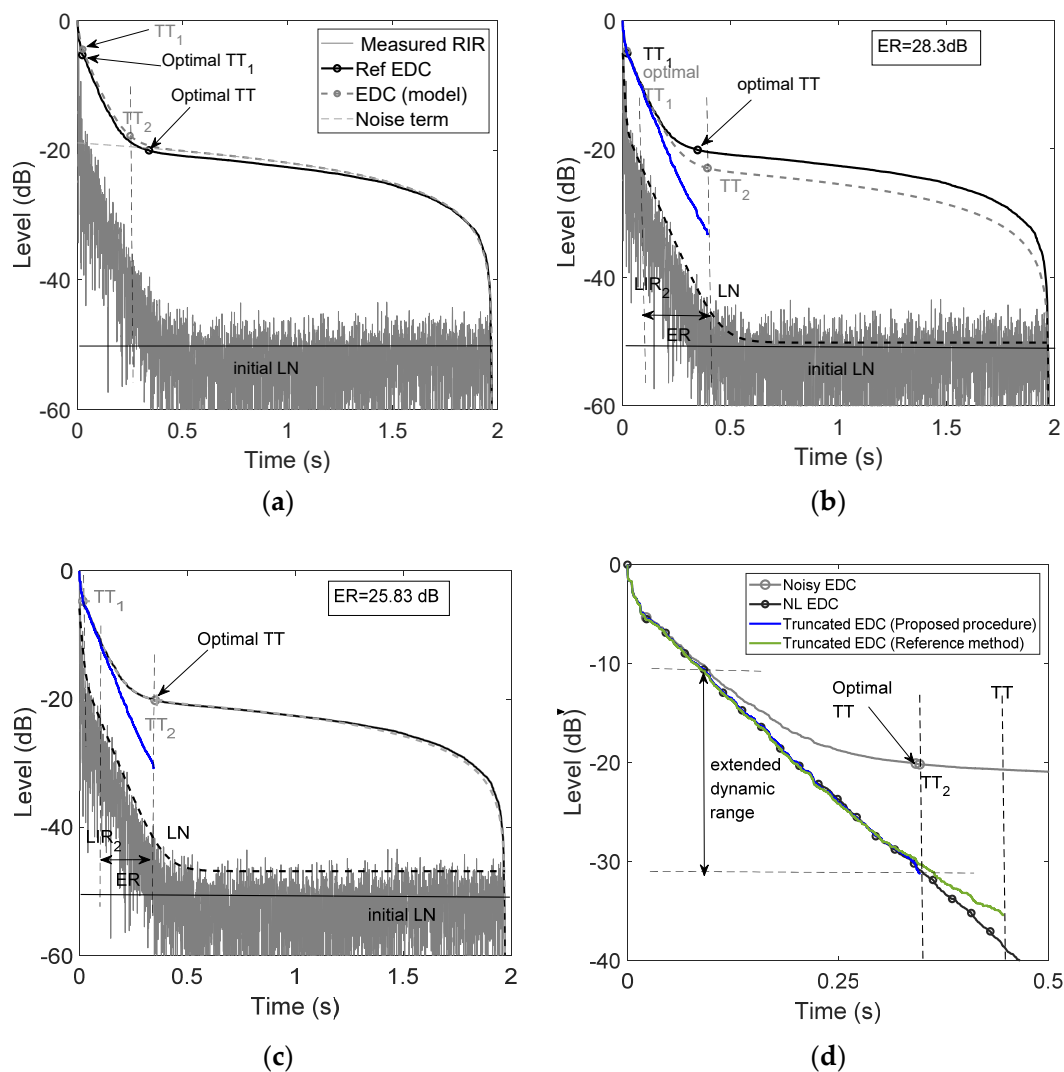 0
-20
-40
-60
Level (dB)
TT1
Optimal TT1
Optimal TT
TT2
Measured RIR
Ref EDC
EDC (model)
Noise term
initial LN
0
0.5
1
1.5
2
Time (s)
(a)
0
-20
-40
-60
Level (dB)
ER=28.3dB
TT1
optimal
TT1
optimal TT
TT2
LIR2
LN
ER
initial LN
0
0.5
1
1.5
2
Time (s)
(b)
0
-20
-40
-60
Level (dB)
ER=25.83 dB
TT1
Optimal TT
TT2
LN
LIR2
ER
initial LN
0
0.5
1
1.5
2
Time (s)
(c)
0
-10
-20
-30
-40
Level (dB)
Noisy EDC
NL EDC
Truncated EDC (Proposed procedure)
Truncated EDC (Reference method)
Optimal
TT
TT
TT2
extended
dynamic
range
0
0.25
0.5
Time (s)
(d)